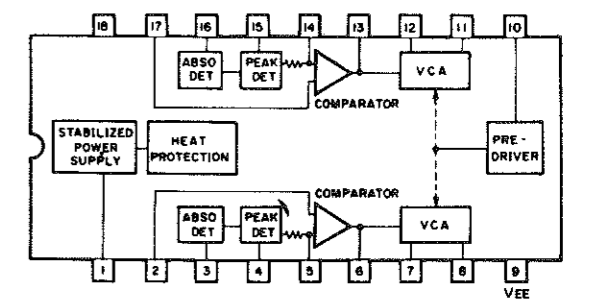 18 17 16 15 14 13 12 11 10
ABSO
DET
PEAK
DET
VCA
COMPARATOR
STABILIZED
POWER
SUPPLY
HEAT
PROTECTION
PRE-
DRIVER
COMPARATOR
ABSO
DET
PEAK
DET
VCA
1 2 3 4 5 6 7 8 9
VEE